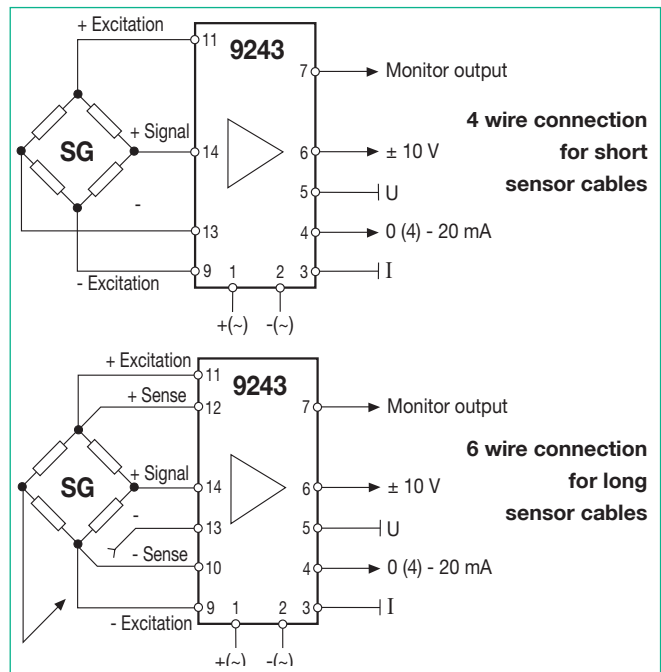 + Excitation
11
9243
7
Monitor output
4 wire connection
for short
sensor cables
SG
+ Signal
14
6
± 10 V
5
U
-
13
4
0 (4) - 20 mA
9
1
2
3
I
- Excitation
+(~)
-(~)
+ Excitation
11
9243
+ Sense
12
7
Monitor output
6 wire connection
for long
sensor cables
SG
+ Signal
14
6
± 10 V
-
13
5
U
- Sense
10
4
0 (4) - 20 mA
9
1
2
3
I
- Excitation
+(~)
-(~)